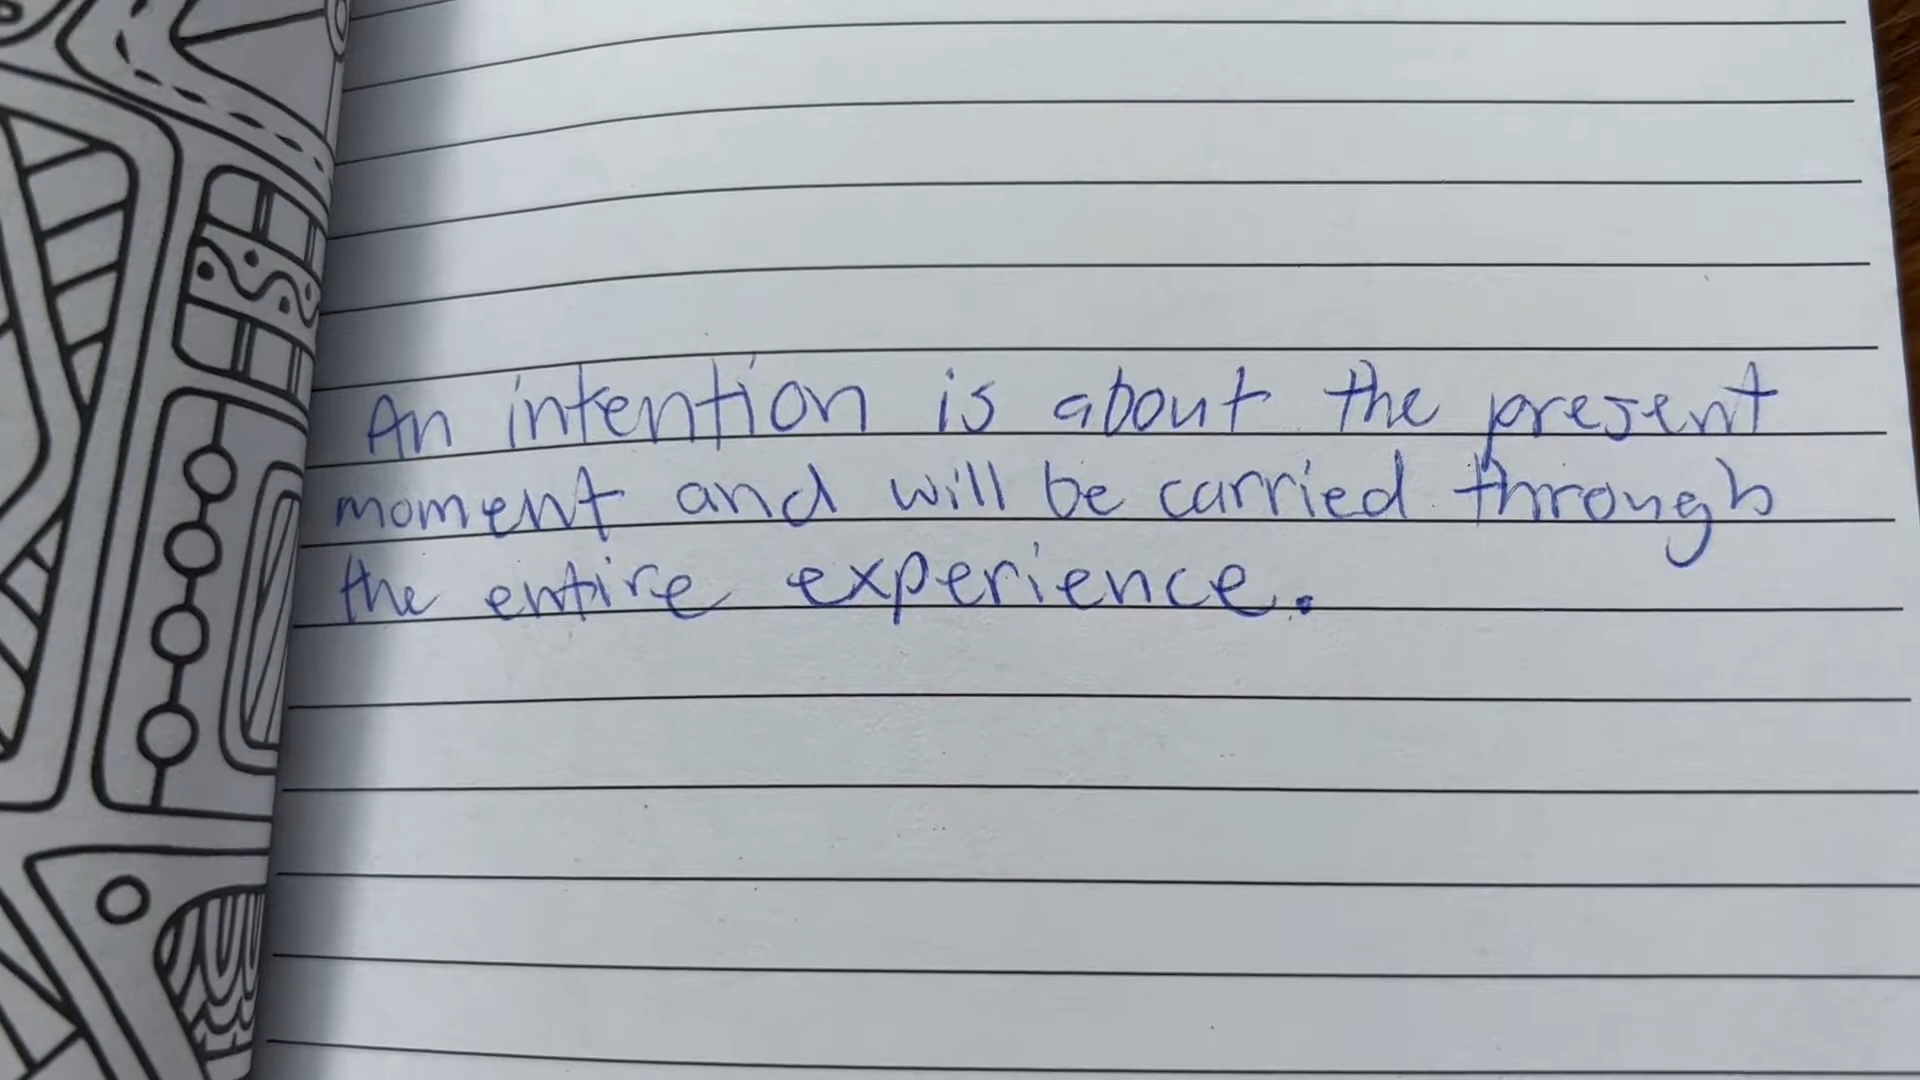 An intention is about the present
moment and will be carried through
the entire experience.